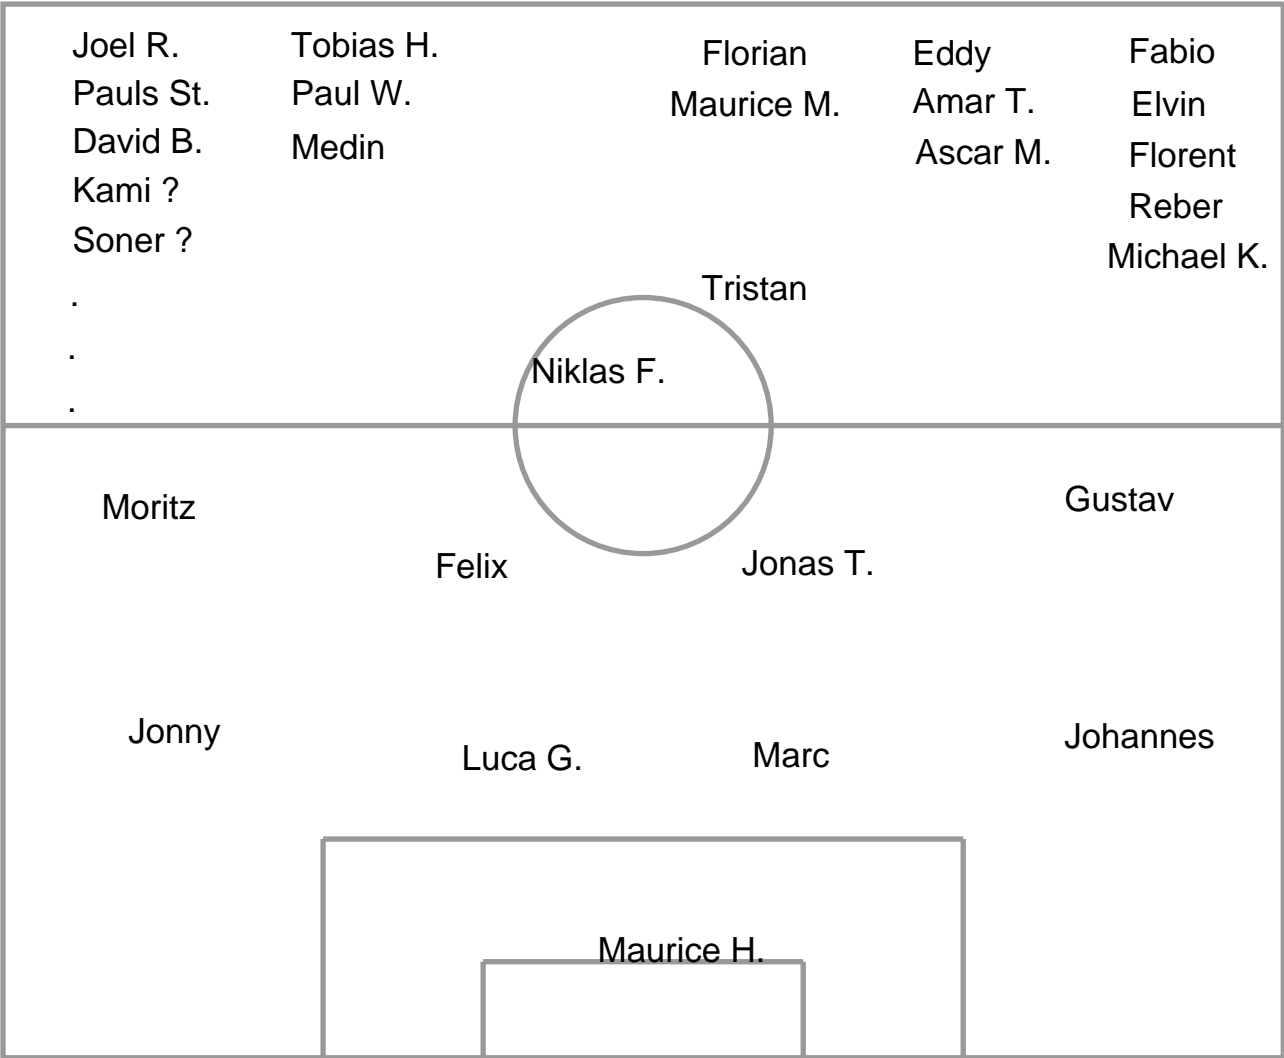 Joel R.
Pauls St.
David B.
Kami ?
Soner ?
.
.
.
Tobias H.
Paul W.
Medin
Florian
Maurice M.
Eddy
Amar T.
Ascar M.
Fabio
Elvin
Florent
Reber
Michael K.
Tristan
Niklas F.
Moritz
Gustav
Felix
Jonas T.
Jonny
Luca G.
Marc
Johannes
Maurice H.